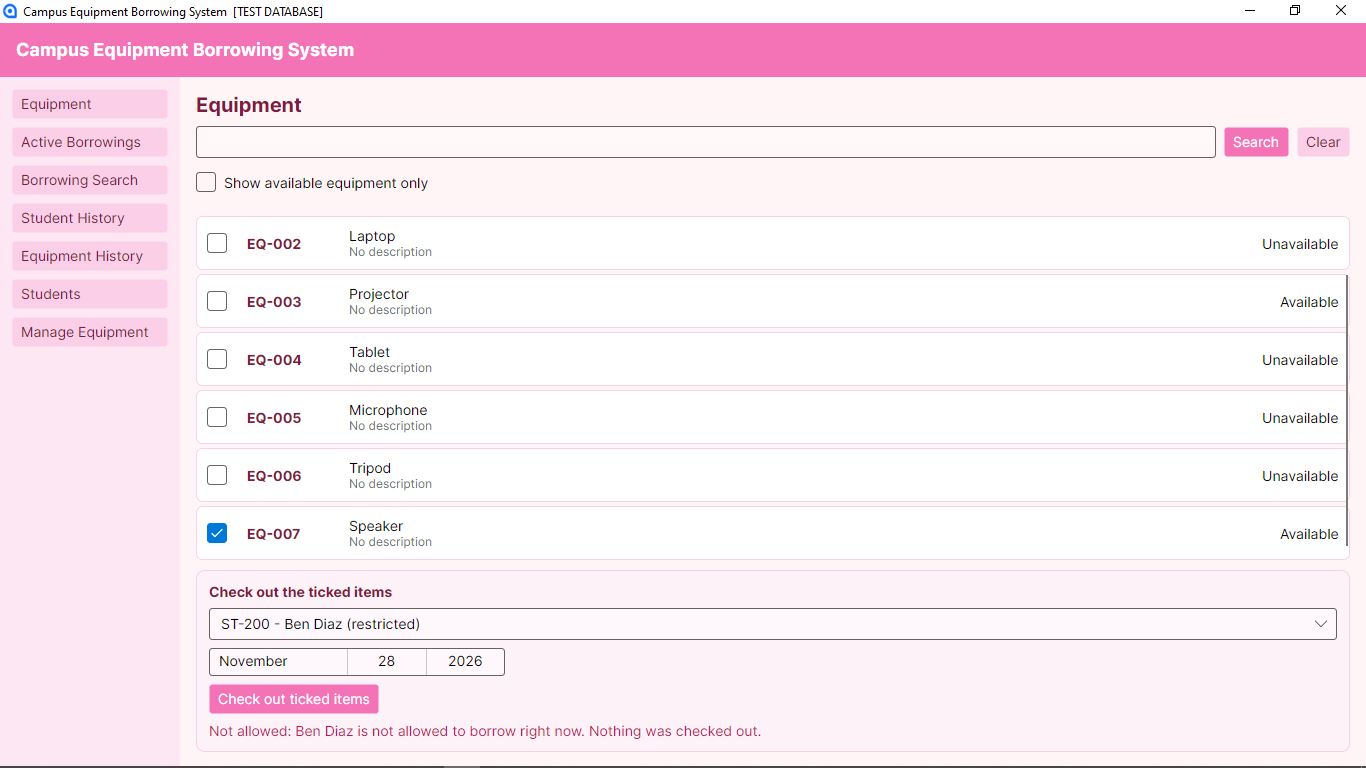 Campus Equipment Borrowing System [TEST DATABASE]
Campus Equipment Borrowing System
Equipment
Active Borrowings
Borrowing Search
Student History
Equipment History
Students
Manage Equipment
Equipment
Search
Clear
Show available equipment only
EQ-002 Laptop Unavailable
No description
EQ-003 Projector Available
No description
EQ-004 Tablet Unavailable
No description
EQ-005 Microphone Unavailable
No description
EQ-006 Tripod Unavailable
No description
EQ-007 Speaker Available
No description
Check out the ticked items
ST-200 - Ben Diaz (restricted)
November 28 2026
Check out ticked items
Not allowed: Ben Diaz is not allowed to borrow right now. Nothing was checked out.